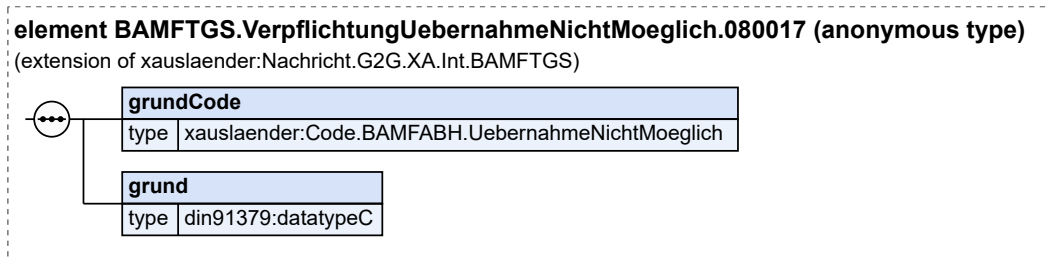 element BAMFTGS.VerpflichtungUebernahmeNichtMoeglich.080017 (anonymous type)
(extension of xauslaender:Nachricht.G2G.XA.Int.BAMFTGS)
grundCode
type xauslaender:Code.BAMFABH.UebernahmeNichtMoeglich
grund
type din91379:datatypeC